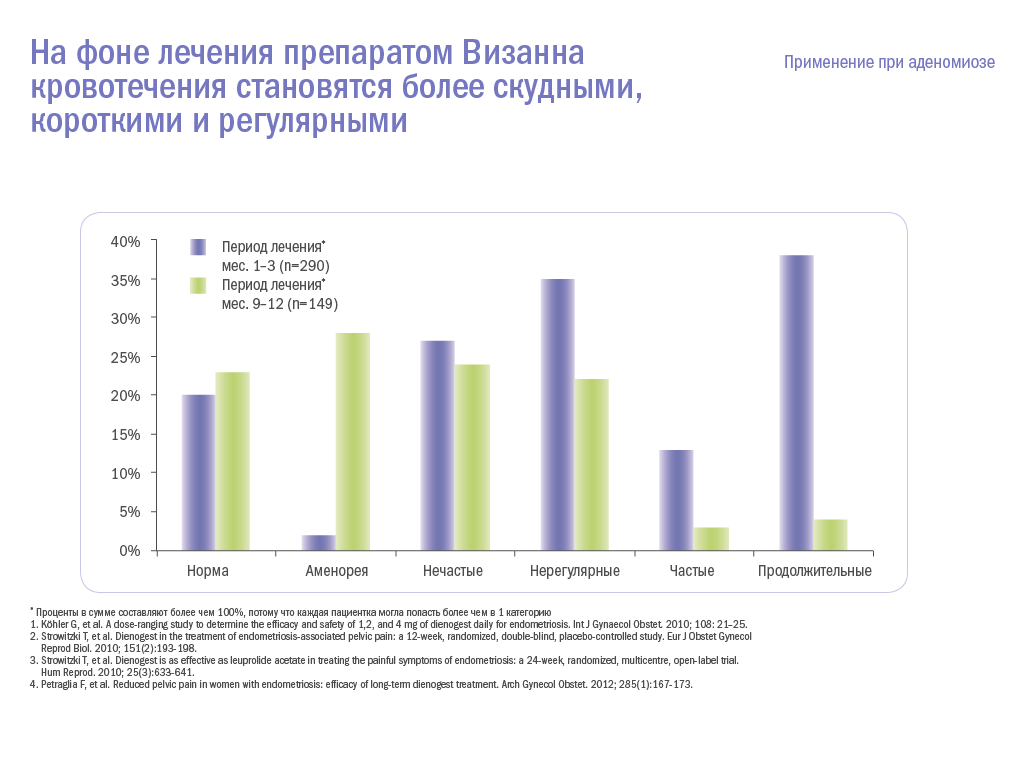 На фоне лечения препаратом Визанна
кровотечения становятся более скудными,
короткими и регулярными
Применение при аденомиозе
40%
35%
30%
25%
20%
15%
10%
5%
0%
Период лечения*
мес. 1–3 (n=290)
Период лечения*
мес. 9–12 (n=149)
Норма
Аменорея
Нечастые
Нерегулярные
Частые
Продолжительные
* Проценты в сумме составляют более чем 100%, потому что каждая пациентка могла попасть более чем в 1 категорию
1. Köhler G, et al. A dose-ranging study to determine the efficacy and safety of 1,2, and 4 mg of dienogest daily for endometriosis. Int J Gynaecol Obstet. 2010; 108: 21–25.
2. Strowitzki T, et al. Dienogest in the treatment of endometriosis-associated pelvic pain: a 12-week, randomized, double-blind, placebo-controlled study. Eur J Obstet Gynecol
Reprod Biol. 2010; 151(2):193-198.
3. Strowitzki T, et al. Dienogest is as effective as leuprolide acetate in treating the painful symptoms of endometriosis: a 24-week, randomized, multicentre, open-label trial.
Hum Reprod. 2010; 25(3):633-641.
4. Petraglia F, et al. Reduced pelvic pain in women with endometriosis: efficacy of long-term dienogest treatment. Arch Gynecol Obstet. 2012; 285(1):167-173.